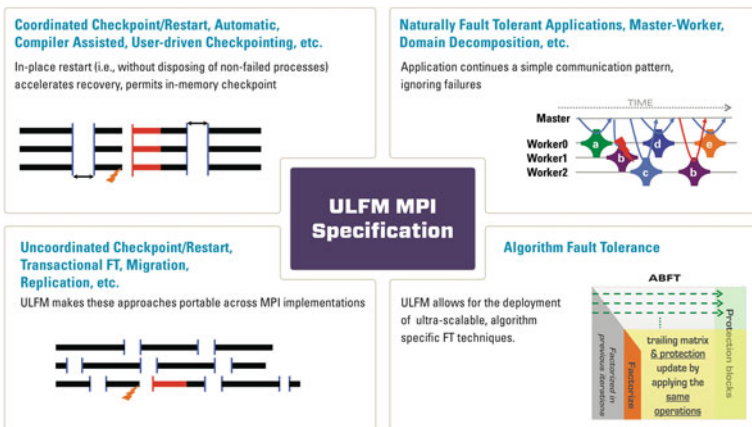 Coordinated Checkpoint/Restart, Automatic,
Compiler Assisted, User-driven Checkpointing, etc.
In-place restart (i.e., without disposing of non-failed processes)
accelerates recovery, permits in-memory checkpoint
Naturally Fault Tolerant Applications, Master-Worker,
Domain Decomposition, etc.
Application continues a simple communication pattern,
ignoring failures
TIME
Master
Worker0
Worker1
Worker2
a
b
c
d
b
e
ULFM MPI
Specification
Uncoordinated Checkpoint/Restart,
Transactional FT, Migration,
Replication, etc.
ULFM makes these approaches portable across MPI implementations
Algorithm Fault Tolerance
ULFM allows for the deployment
of ultra-scalable, algorithm
specific FT techniques.
ABFT
Factorized in
previous iterations
Factorize
trailing matrix
& protection
update by
applying the
same
operations
Protection blocks